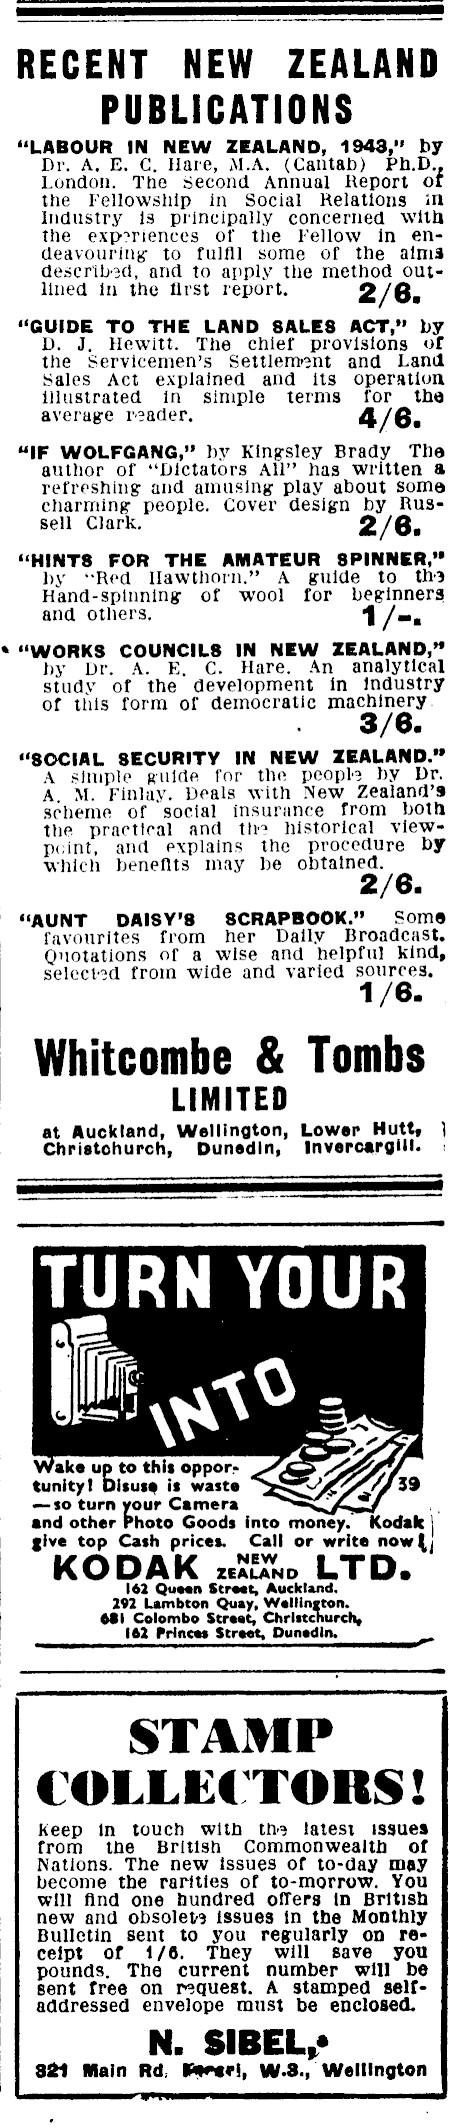 RECENT NEW ZEALAND
PUBLICATIONS
"LABOUR IN NEW ZEALAND, 1943," by
Dr. A. E. C. Hare, M.A. (Cantab) Ph.D.,
London. The Second Annual Report of
the Fellowship in Social Relations in
Industry is principally concerned with
the experiences of the Fellow in en-
deavouring to fulfil some of the aims
described, and to apply the method out-
lined in the first report. 2/6.
"GUIDE TO THE LAND SALES ACT," by
D. J. Hewitt. The chief provisions of
the Servicemen's Settlement and Land
Sales Act explained and its operation
illustrated in simple terms for the
average reader. 4/6.
"IF WOLFGANG," by Kingsley Brady The
author of "Dictators All" has written a
refreshing and amusing play about some
charming people. Cover design by Rus-
sell Clark. 2/6.
"HINTS FOR THE AMATEUR SPINNER,"
by "Red Hawthorn." A guide to the
Hand-spinning of wool for beginners
and others. 1/-.
"WORKS COUNCILS IN NEW ZEALAND,"
by Dr. A. E. C. Hare. An analytical
study of the development in industry
of this form of democratic machinery
3/6.
"SOCIAL SECURITY IN NEW ZEALAND."
A simple guide for the people by Dr.
A. M. Finlay. Deals with New Zealand's
scheme of social insurance from both
the practical and the historical view-
point, and explains the procedure by
which benefits may be obtained.
2/6.
"AUNT DAISY'S SCRAPBOOK." Some
favourites from her Daily Broadcast.
Quotations of a wise and helpful kind,
selected from wide and varied sources.
1/6.
Whitcombe & Tombs
LIMITED
at Auckland, Wellington, Lower Hutt,
Christchurch, Dunedin, Invercargill.
TURN YOUR
INTO
Wake up to this oppor-
tunity! Disuse is waste
—so turn your Camera
39
and other Photo Goods into money. Kodak
give top Cash prices. Call or write now!
KODAK NEW ZEALAND LTD.
162 Queen Street, Auckland.
292 Lambton Quay, Wellington.
681 Colombo Street, Christchurch,
162 Princes Street, Dunedin.
STAMP
COLLECTORS!
Keep in touch with the latest issues
from the British Commonwealth of
Nations. The new issues of to-day may
become the rarities of to-morrow. You
will find one hundred offers in British
new and obsolete issues in the Monthly
Bulletin sent to you regularly on re-
ceipt of 1/6. They will save you
pounds. The current number will be
sent free on request. A stamped self-
addressed envelope must be enclosed.
N. SIBEL,
321 Main Rd, Karori, W.3., Wellington